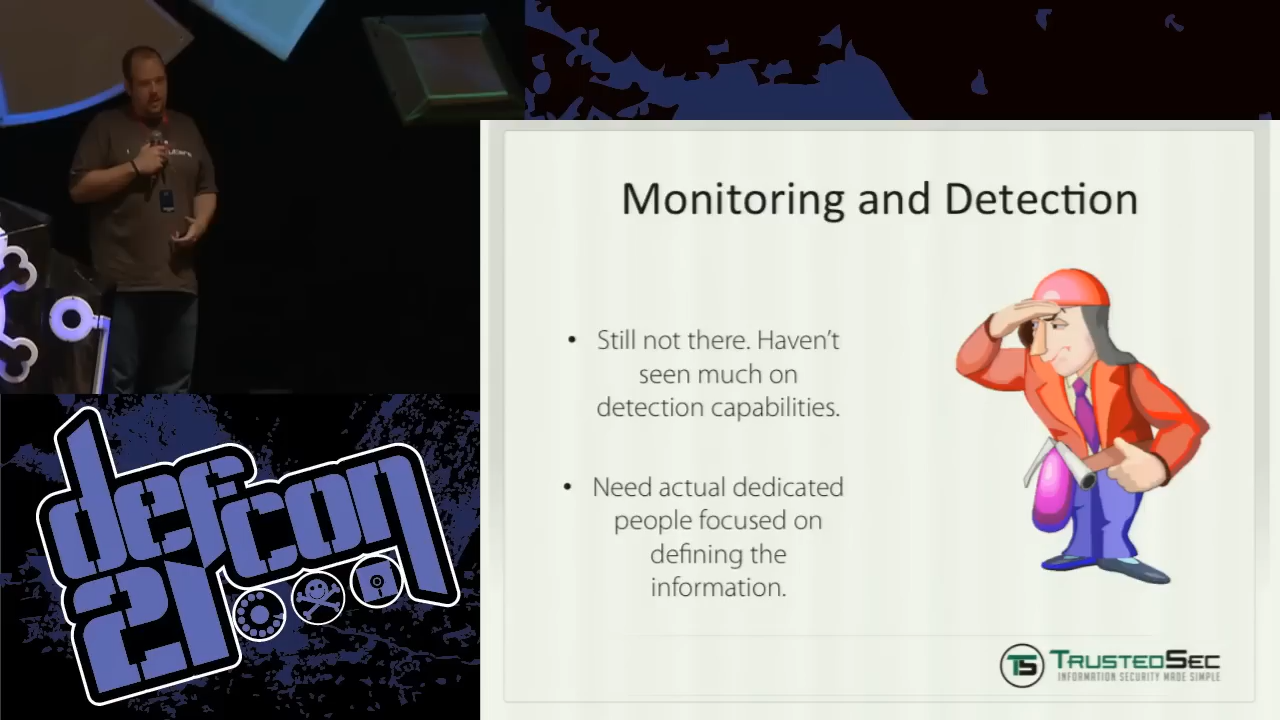 Monitoring and Detection
• Still not there. Haven't
seen much on
detection capabilities.
• Need actual dedicated
people focused on
defining the
information.
TS TRUSTEDSEC
INFORMATION SECURITY MADE SIMPLE
defcon
21